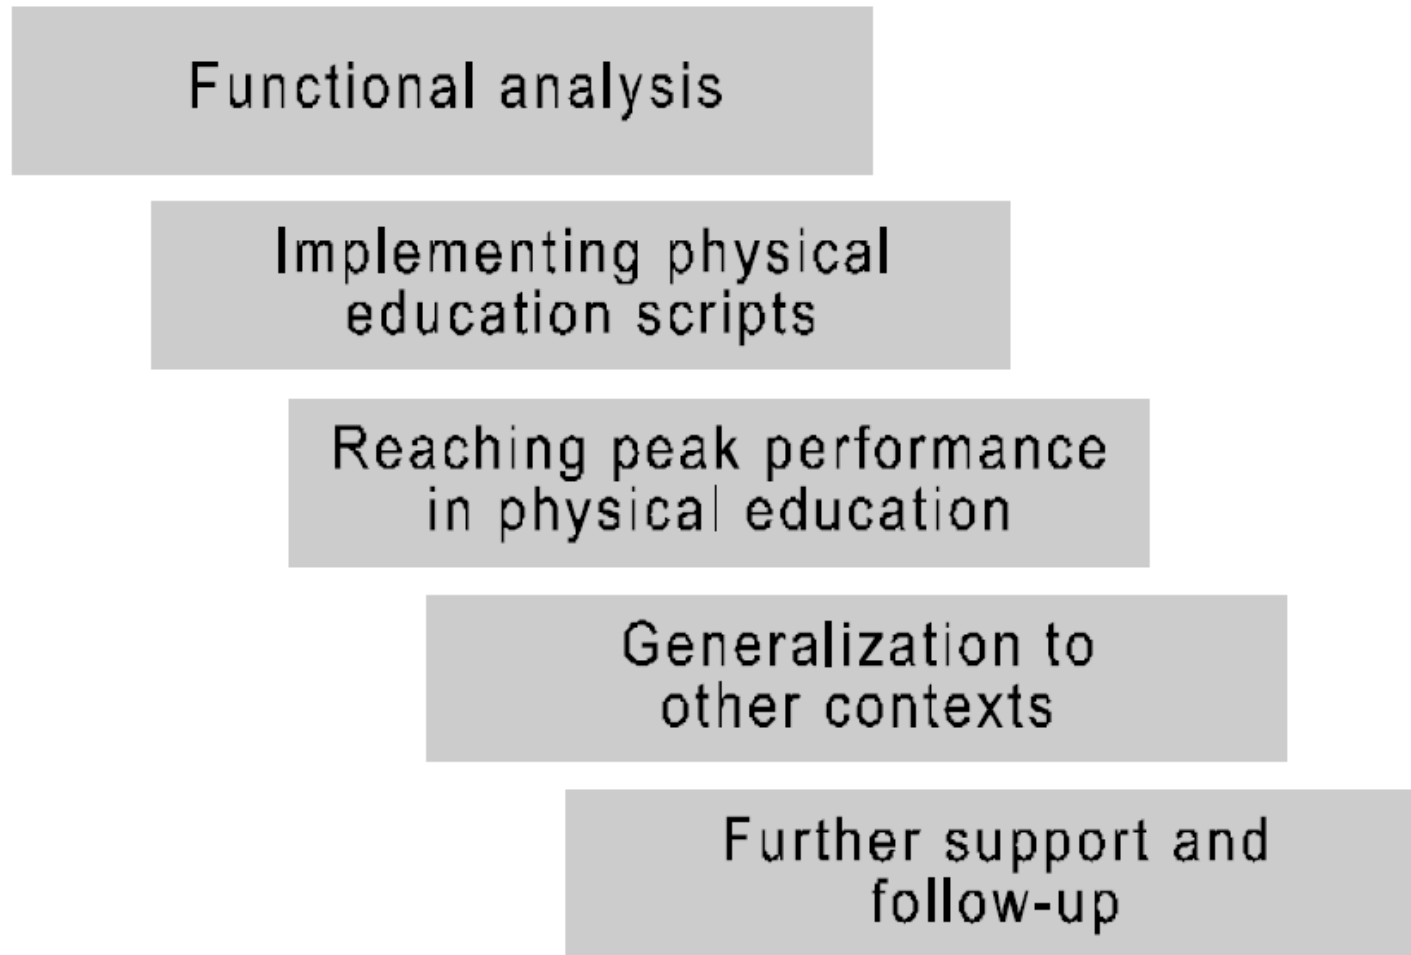 Functional analysis
Implementing physical
education scripts
Reaching peak performance
in physical education
Generalization to
other contexts
Further support and
follow-up